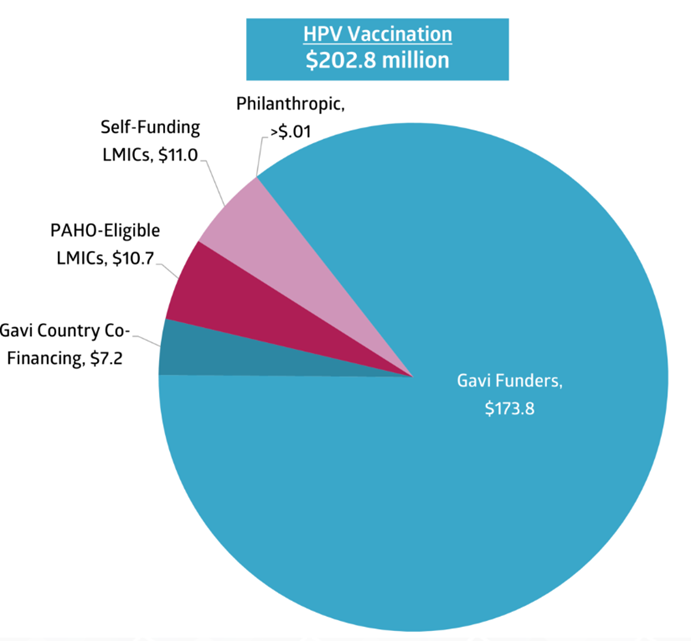 HPV Vaccination
$202.8 million
Philanthropic,
>$.01
Self-Funding
LMICs, $11.0
PAHO-Eligible
LMICs, $10.7
Gavi Country Co-
Financing, $7.2
Gavi Funders,
$173.8